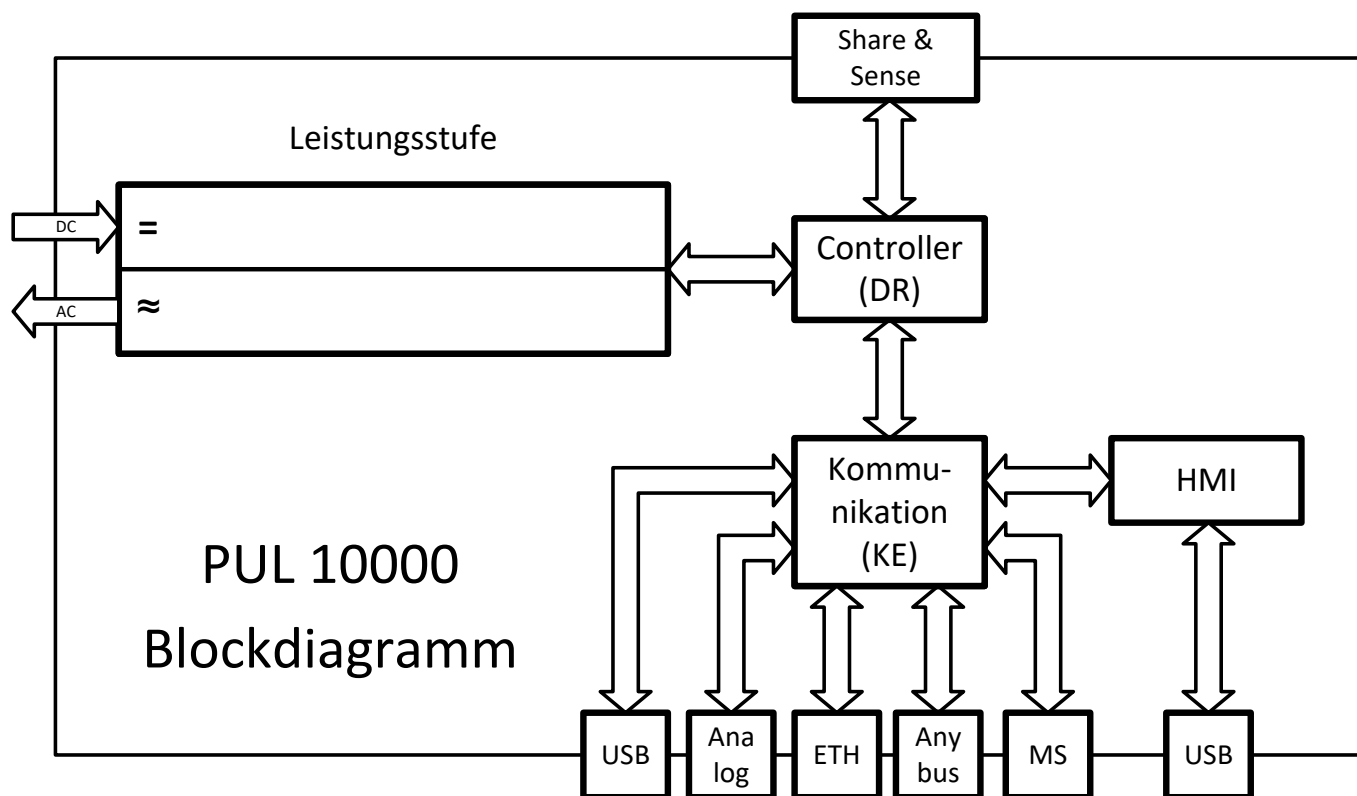 Share &
Sense
Leistungsstufe
DC
=
AC
≈
Controller
(DR)
Kommu-
nikation
(KE)
HMI
PUL 10000
Blockdiagramm
USB
Ana
log
ETH
Any
bus
MS
USB